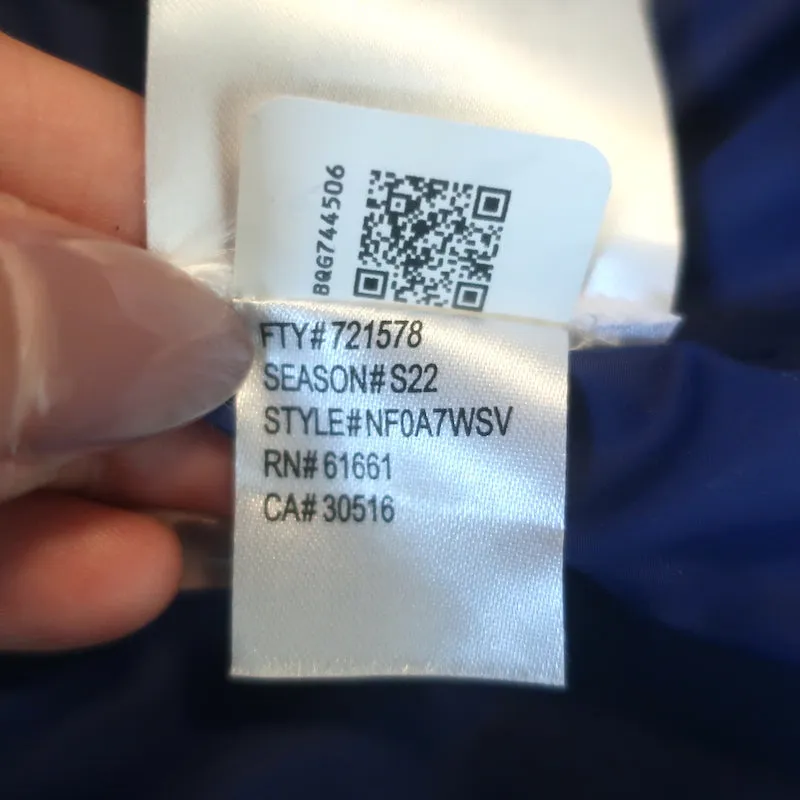 BQG744506
FTY# 721578
SEASON# S22
STYLE# NF0A7WSV
RN# 61661
CA# 30516